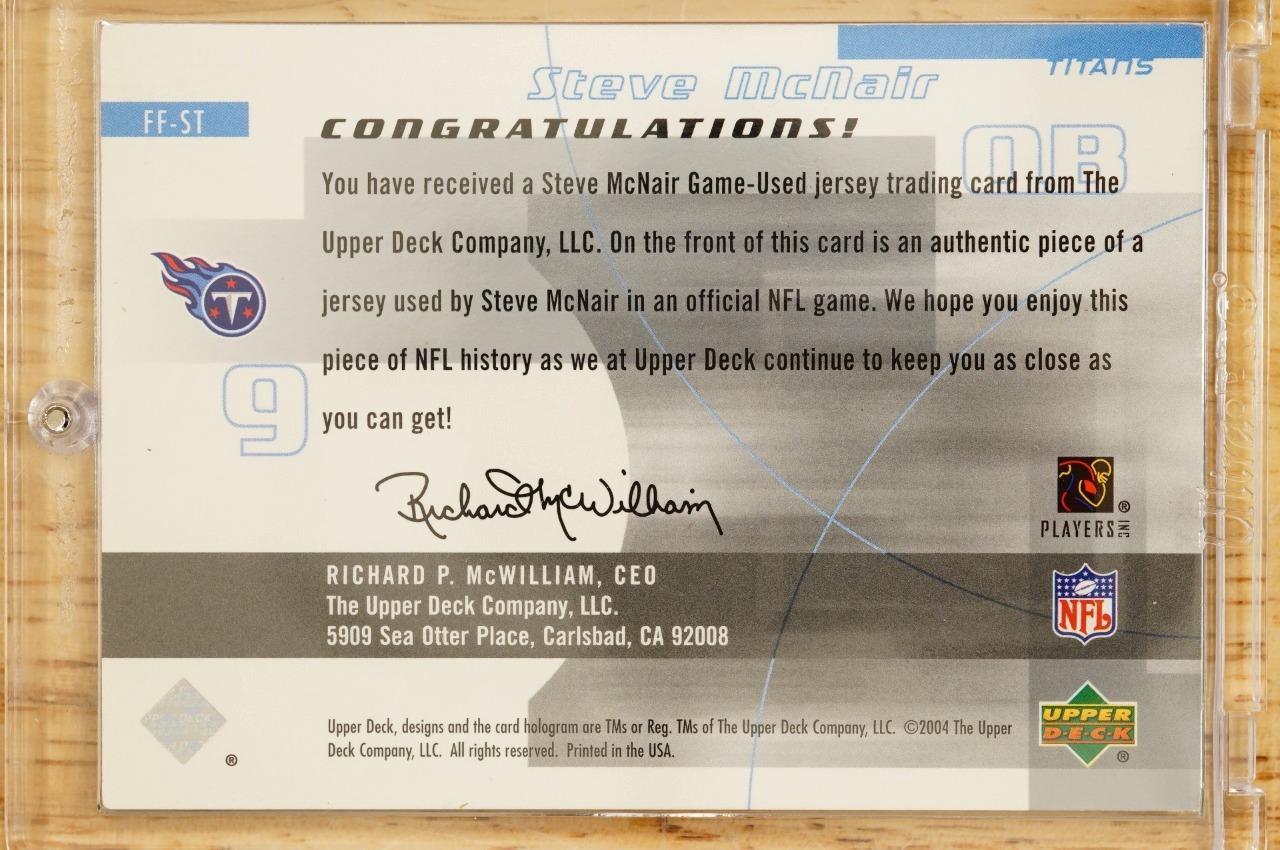 TITANS
Steve McNair
FF-ST
CONGRATULATIONS!
QB
You have received a Steve McNair Game-Used jersey trading card from The
Upper Deck Company, LLC. On the front of this card is an authentic piece of a
jersey used by Steve McNair in an official NFL game. We hope you enjoy this
piece of NFL history as we at Upper Deck continue to keep you as close as
you can get!
T
9
Richard McWilliam
PLAYERS INC ®
RICHARD P. McWILLIAM, CEO
The Upper Deck Company, LLC.
5909 Sea Otter Place, Carlsbad, CA 92008
NFL
Upper Deck, designs and the card hologram are TMs or Reg. TMs of The Upper Deck Company, LLC. ©2004 The Upper
Deck Company, LLC. All rights reserved. Printed in the USA.
®
UPPER
D·E·C·K
®